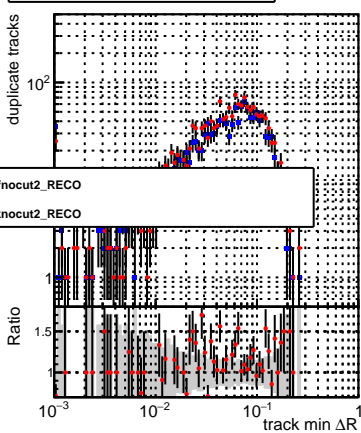 duplicate tracks
10²
nocut2_RECO
nocut2_RECO
1
Ratio
1.5
1
10⁻³
10⁻²
10⁻¹
1
track min ΔR